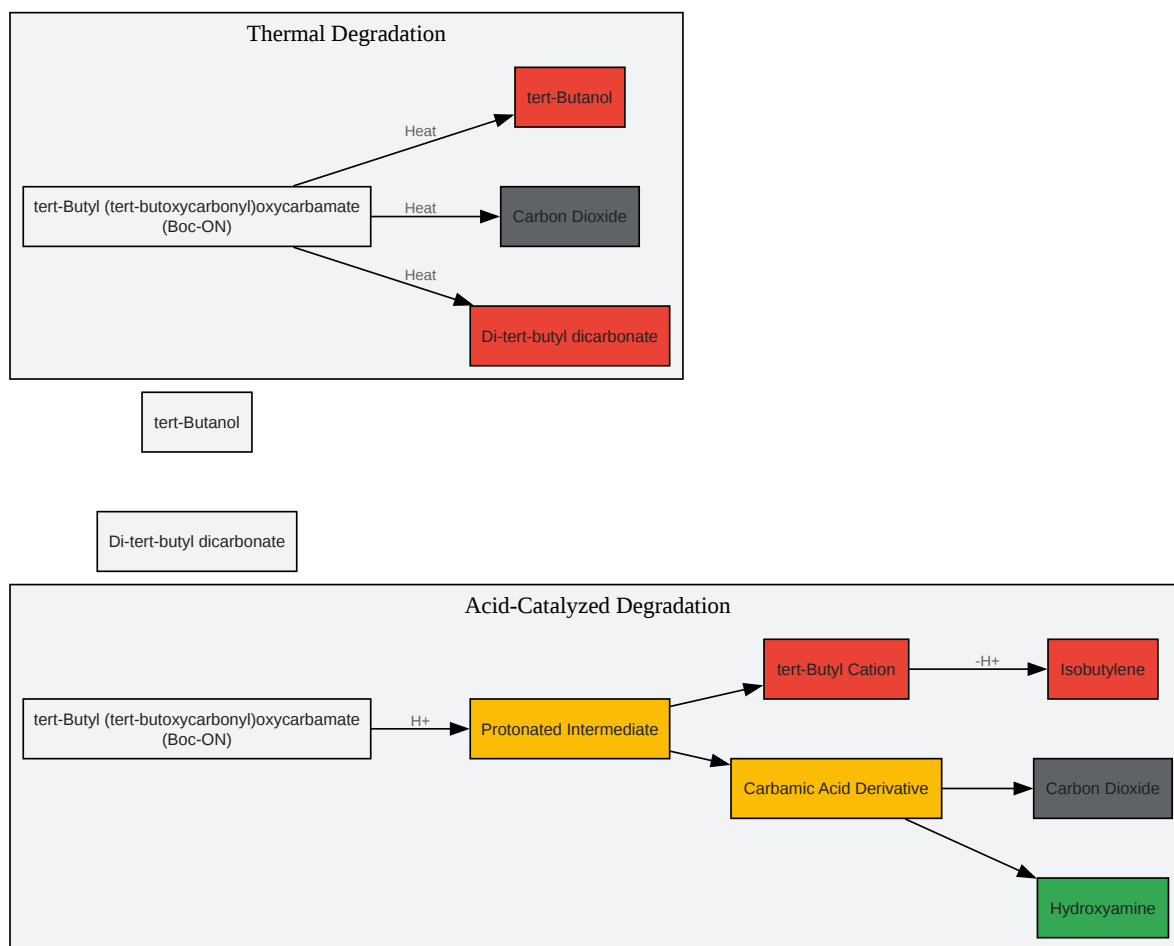 Thermal Degradation
tert-Butanol
Heat
tert-Butyl (tert-butoxycarbonyl)oxycarbamate
(Boc-ON)
Heat
Carbon Dioxide
Heat
Di-tert-butyl dicarbonate
tert-Butanol
Di-tert-butyl dicarbonate
Acid-Catalyzed Degradation
tert-Butyl Cation
-H+
Isobutylene
tert-Butyl (tert-butoxycarbonyl)oxycarbamate
(Boc-ON)
H+
Protonated Intermediate
Carbamic Acid Derivative
Carbon Dioxide
Hydroxyamine